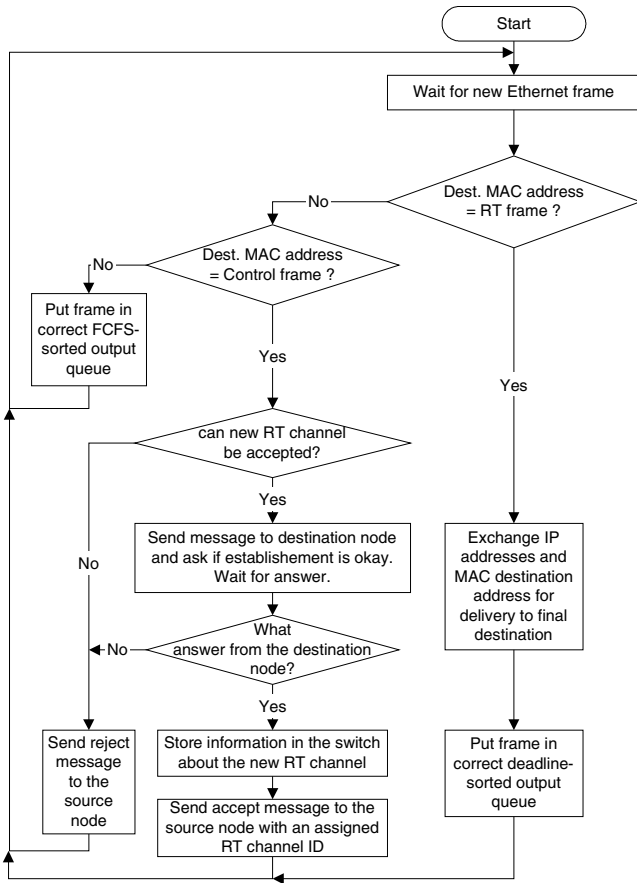 Start
Wait for new Ethernet frame
Dest. MAC address
= RT frame ?
No
Dest. MAC address
= Control frame ?
No
Put frame in
correct FCFS-
sorted output
queue
Yes
Yes
can new RT channel
be accepted?
Yes
Send message to destination node
and ask if establishement is okay.
Wait for answer.
Exchange IP
addresses and
MAC destination
address for
delivery to final
destination
No
What
answer from the destination
node?
No
Yes
Send reject
message
to the
source
node
Store information in the switch
about the new RT channel
Put frame in
correct deadline-
sorted output
queue
Send accept message to the
source node with an assigned
RT channel ID